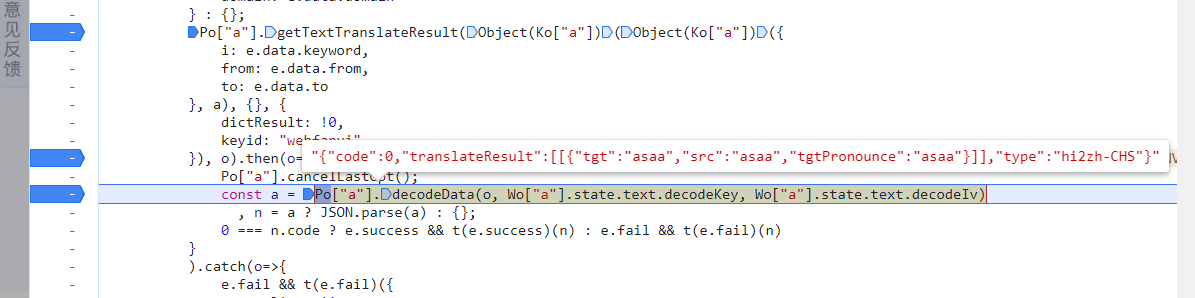 意见反馈
} : {};
Po["a"].getTextTranslateResult(Object(Ko["a"])(Object(Ko["a"])({
i: e.data.keyword,
from: e.data.from,
to: e.data.to
}, a), {}, {
dictResult: !0,
"{"code":0,"translateResult":[[{"tgt":"asaa","src":"asaa","tgtPronounce":"asaa"}]],"type":"hi2zh-CHS"}"
}), o).then(o=
Po["a"].cancelLastGpt();
const a = Po["a"].decodeData(o, Wo["a"].state.text.decodeKey, Wo["a"].state.text.decodeIv)
, n = a ? JSON.parse(a) : {};
0 === n.code ? e.success && t(e.success)(n) : e.fail && t(e.fail)(n)
}
).catch(o=>{
e.fail && t(e.fail)({